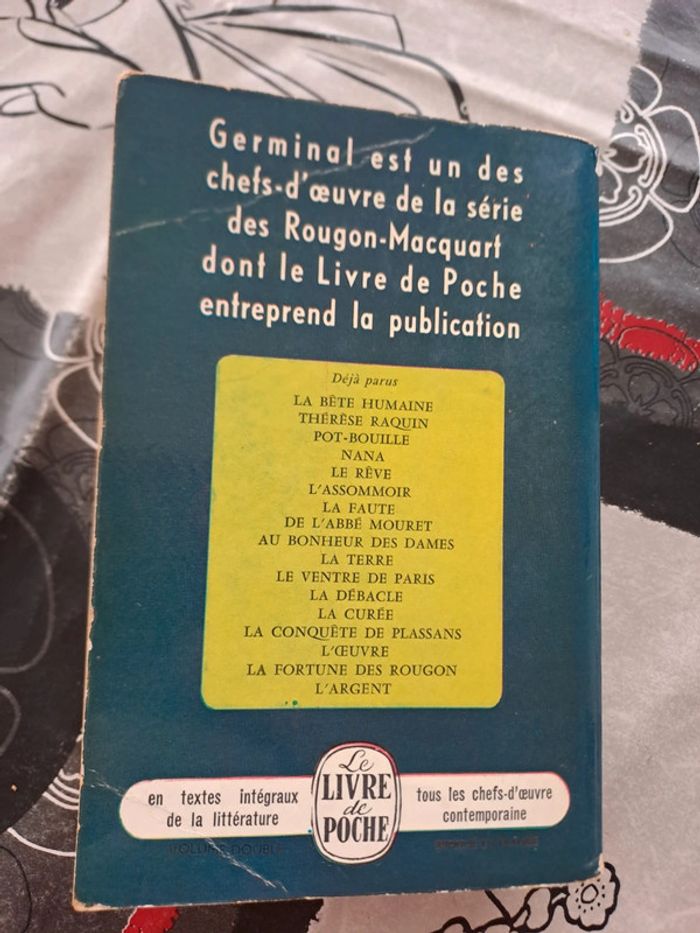 Germinal est un des
chefs-d'œuvre de la série
des Rougon-Macquart
dont le Livre de Poche
entreprend la publication
Déjà parus
LA BÊTE HUMAINE
THÉRÈSE RAQUIN
POT-BOUILLE
NANA
LE RÊVE
L'ASSOMMOIR
LA FAUTE
DE L'ABBÉ MOURET
AU BONHEUR DES DAMES
LA TERRE
LE VENTRE DE PARIS
LA DÉBACLE
LA CURÉE
LA CONQUÊTE DE PLASSANS
L'ŒUVRE
LA FORTUNE DES ROUGON
L'ARGENT
en textes intégraux
de la littérature
Le
LIVRE
de
POCHE
tous les chefs-d'œuvre
contemporaine
VOLUME DOUBLE